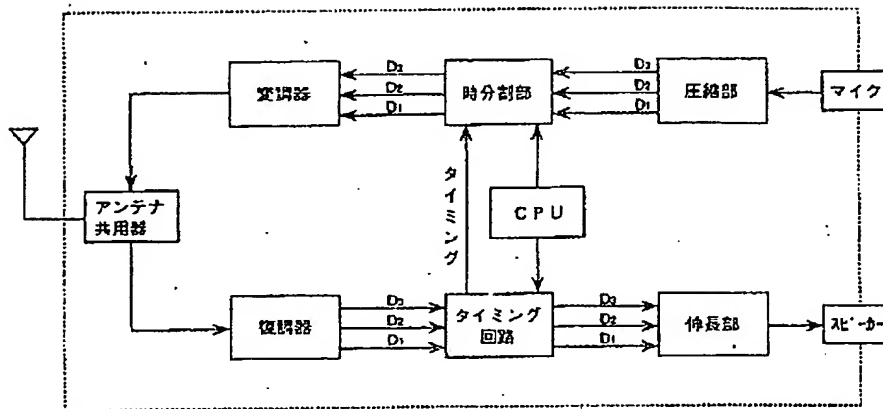 D3
D2
D1
D3
D2
D1
変調器
時分割部
圧縮部
マイク
アンテナ
共用器
タイミング
CPU
復調器
D3
D2
D1
タイミング
回路
D3
D2
D1
伸長部
スピーカー